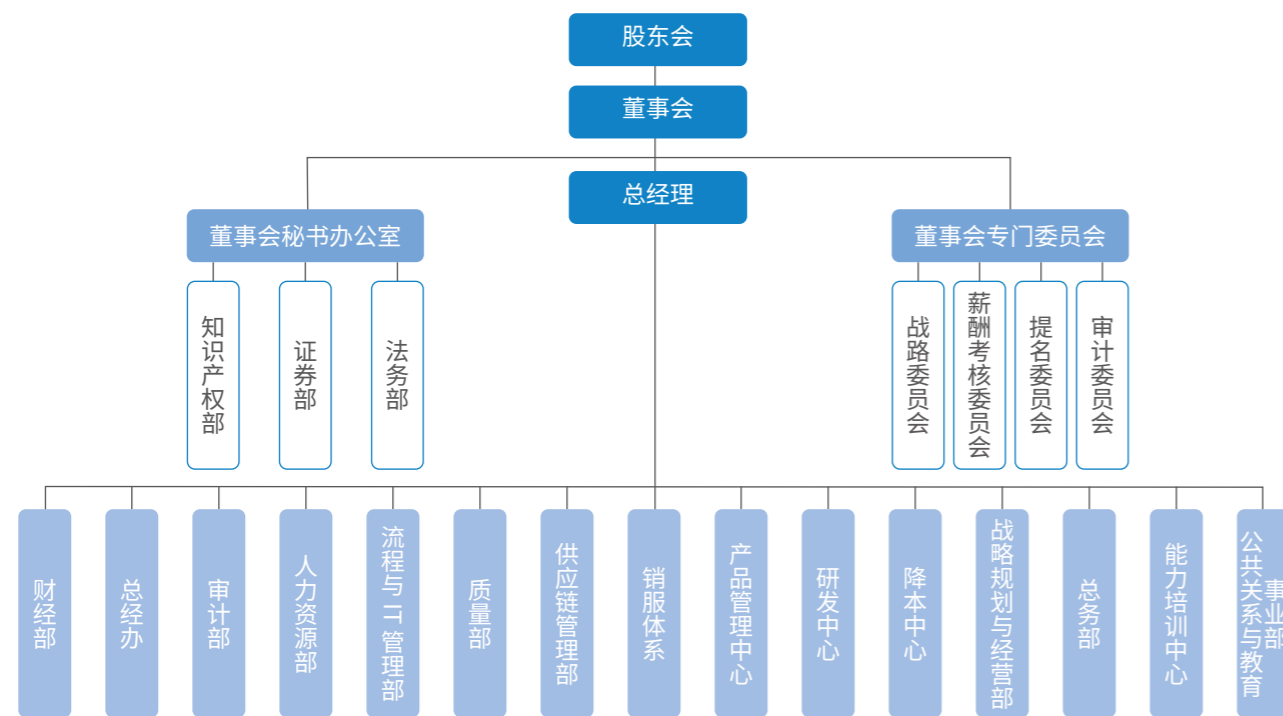 股东会
董事会
总经理
董事会秘书办公室
董事会专门委员会
知识产权部
证券部
法务部
战路委员会
薪酬考核委员会
提名委员会
审计委员会
财经部
总经办
审计部
人力资源部
流程与IT管理部
质量部
供应链管理部
销服体系
产品管理中心
研发中心
降本中心
战略规划与经营部
总务部
能力培训中心
公共关系与教育
事业部